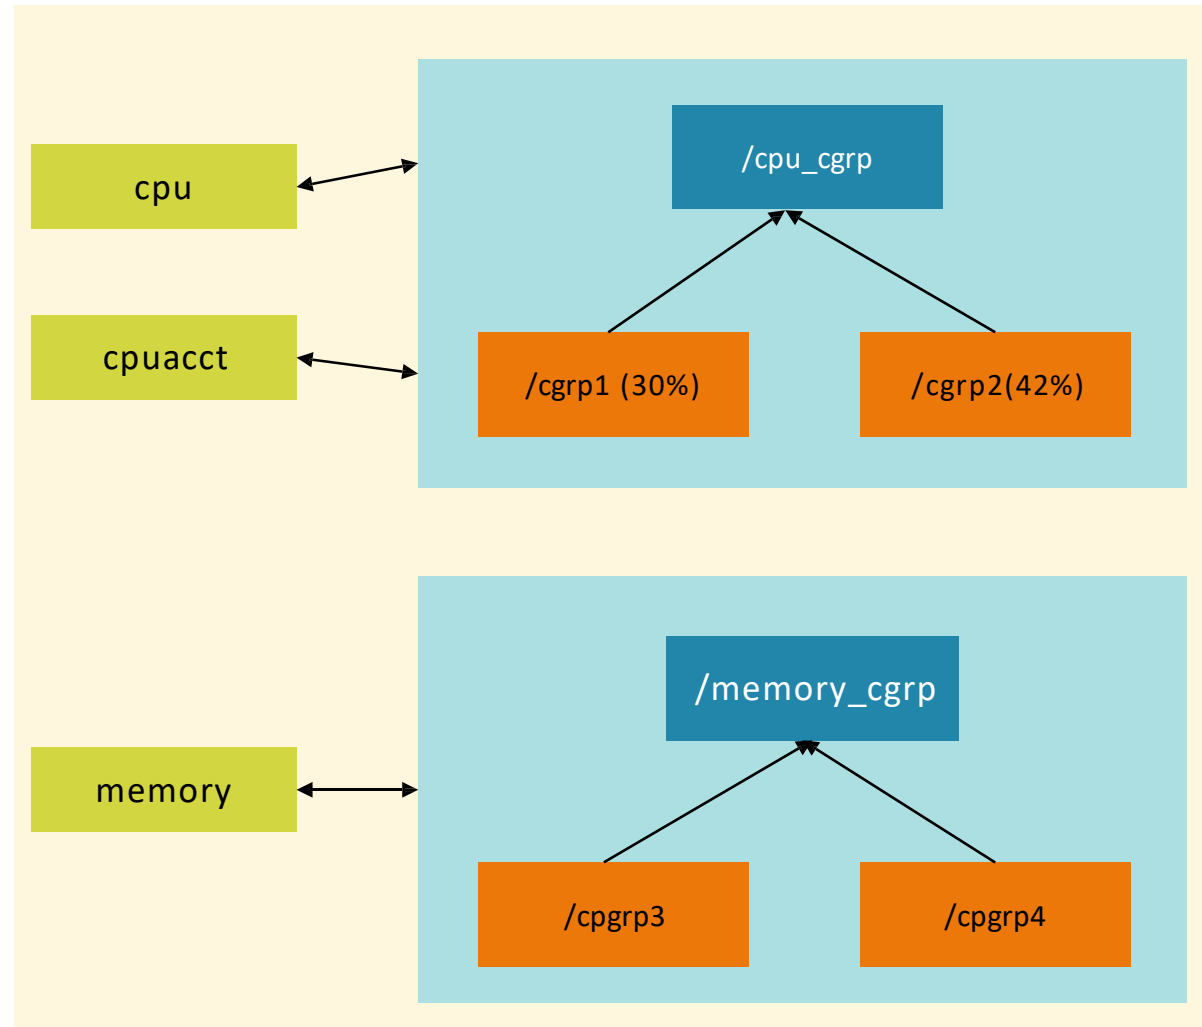 cpu
/cpu_cgrp
cpuacct
/cgrp1 (30%)
/cgrp2(42%)
memory
/memory_cgrp
/cpgrp3
/cpgrp4